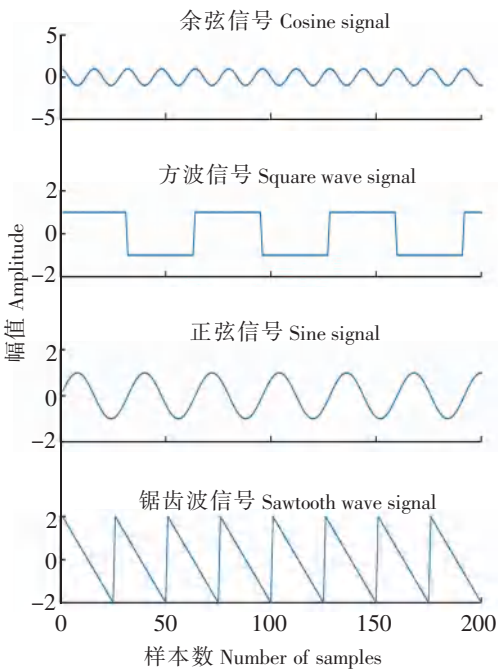 余弦信号 Cosine signal
5
0
−5
方波信号 Square wave signal
2
0
−2
幅值 Amplitude
正弦信号 Sine signal
2
0
−2
锯齿波信号 Sawtooth wave signal
2
0
−2
0 50 100 150 200
样本数 Number of samples